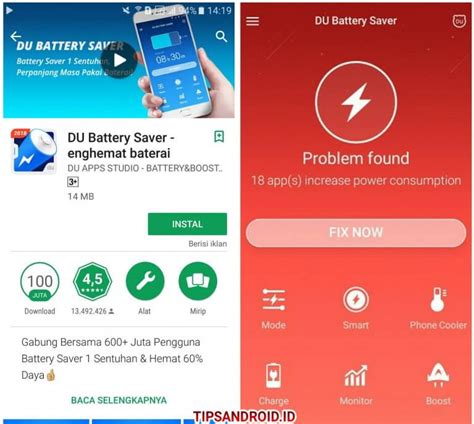 94% 14:19
DU BATTERY SAVER
Battery Saver 1 Sentuhan,
Perpanjang Masa Pakai Baterai
08:30
2018
DU Battery Saver -
enghemat baterai
DU APPS STUDIO - BATTERY&BOOST..
3+
14 MB
INSTAL
Berisi iklan
100
JUTA
Download
4,5
13.492.426
Alat
Mirip
Gabung Bersama 600+ Juta Pengguna
Battery Saver 1 Sentuhan & Hemat 60%
Daya
BACA SELENGKAPNYA
DU Battery Saver
Problem found
18 app(s) increase power consumption
FIX NOW
Mode
Smart
Phone Cooler
Charge
Monitor
Boost
TIPSANDROID.ID